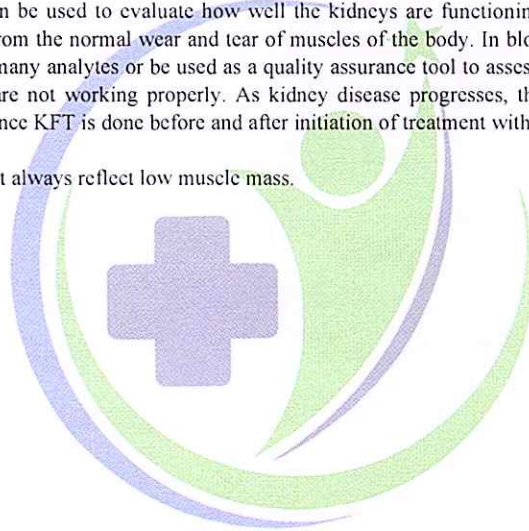 n be used to evaluate how well the kidneys are functionin
rom the normal wear and tear of muscles of the body. In blo
many analytes or be used as a quality assurance tool to asses
are not working properly. As kidney disease progresses, th
nce KFT is done before and after initiation of treatment with
t always reflect low muscle mass.